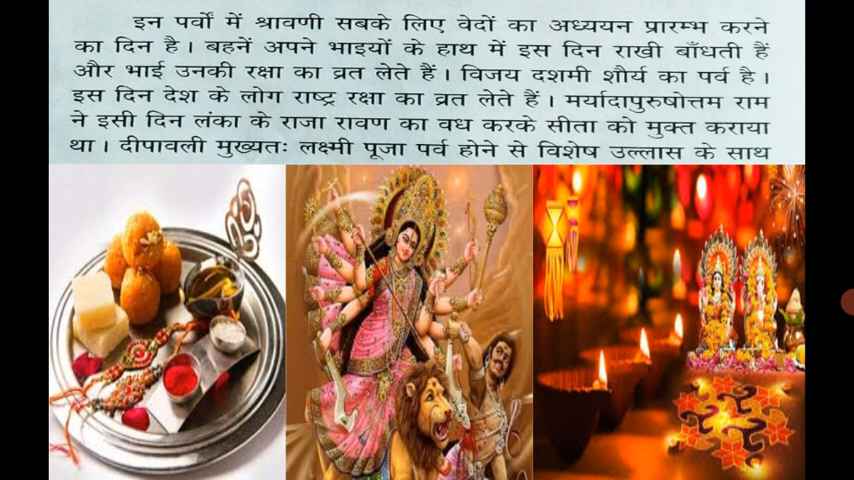 इन पर्वों में श्रावणी सबके लिए वेदों का अध्ययन प्रारम्भ करने
का दिन है। बहनें अपने भाइयों के हाथ में इस दिन राखी बाँधती हैं
और भाई उनकी रक्षा का व्रत लेते हैं। विजय दशमी शौर्य का पर्व है।
इस दिन देश के लोग राष्ट्र रक्षा का व्रत लेते हैं। मर्यादापुरुषोत्तम राम
ने इसी दिन लंका के राजा रावण का वध करके सीता को मुक्त कराया
था। दीपावली मुख्यतः लक्ष्मी पूजा पर्व होने से विशेष उल्लास के साथ